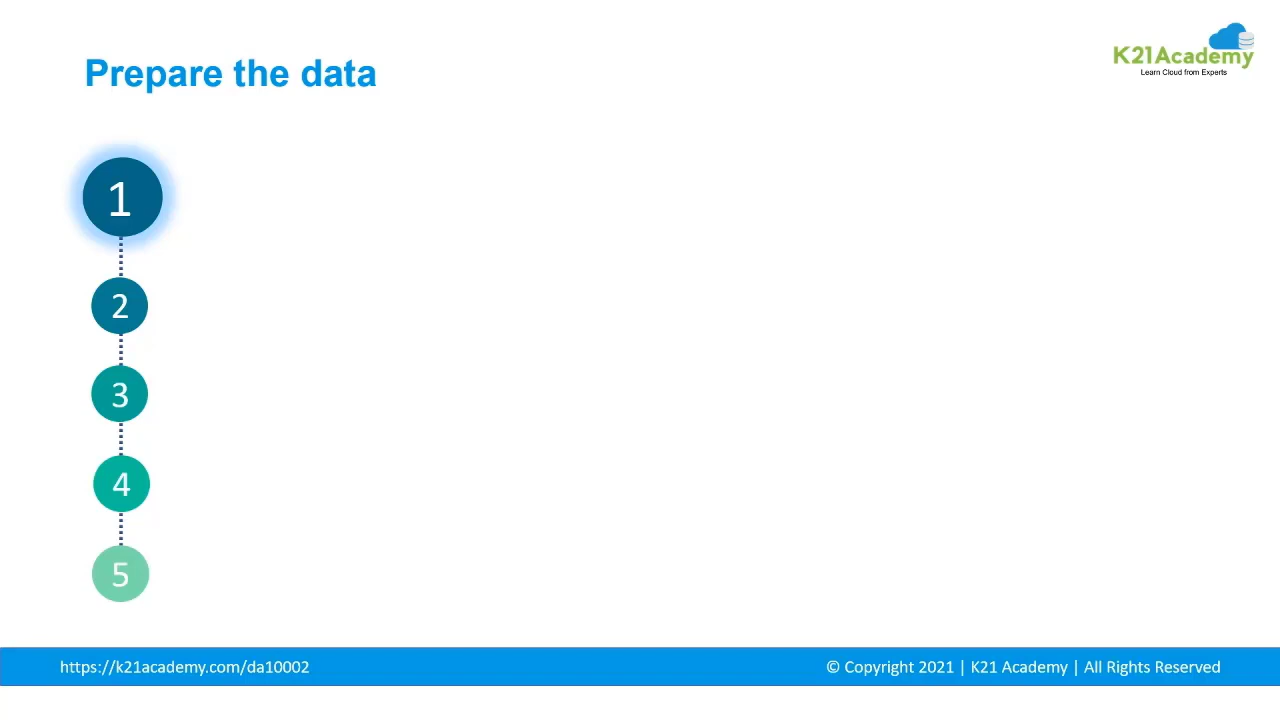 Prepare the data
K21Academy
Learn Cloud from Experts
1
2
3
4
5
https://k21academy.com/da10002
© Copyright 2021 | K21 Academy | All Rights Reserved